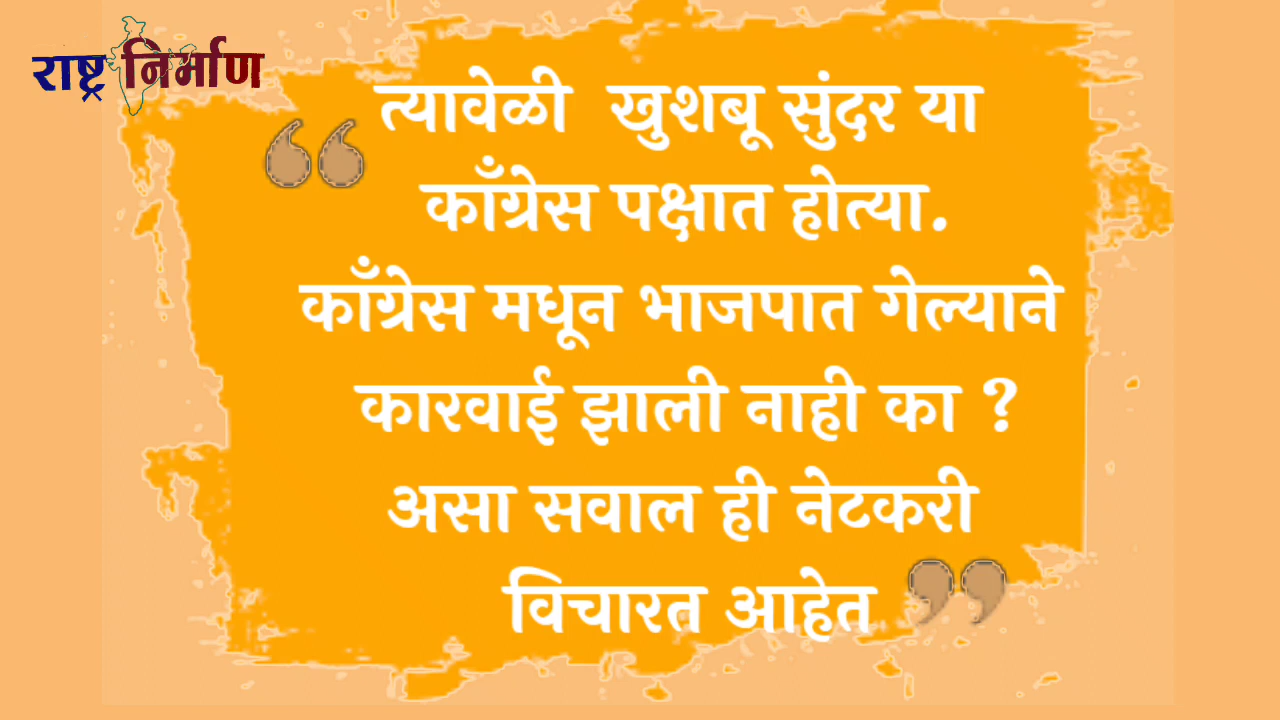 राष्ट्र निर्माण
त्यावेळी खुशबू सुंदर या
काँग्रेस पक्षात होत्या.
काँग्रेस मधून भाजपात गेल्याने
कारवाई झाली नाही का ?
असा सवाल ही नेटकरी
विचारत आहेत